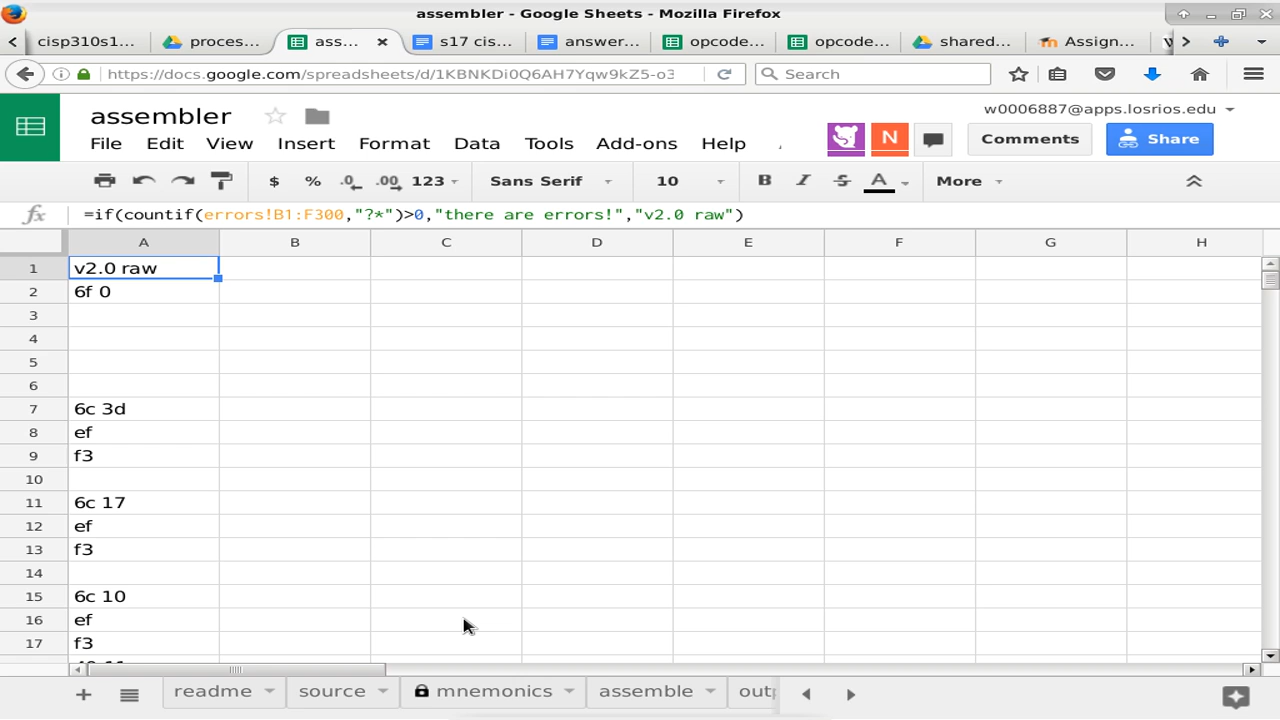 assembler - Google Sheets - Mozilla Firefox
cisp310s1... proces... ass... s17 cis... answer... opcode... opcode... shared... Assign...
https://docs.google.com/spreadsheets/d/1KBNKDi0Q6AH7Yqw9kZ5-o3 Search
assembler
w0006887@apps.losrios.edu
File Edit View Insert Format Data Tools Add-ons Help
N Comments Share
$ % .0 .00 123 Sans Serif 10 B I S A More
fx =if(countif(errors!B1:F300,"?*")>0,"there are errors!","v2.0 raw")
A B C D E F G H
1 v2.0 raw
2 6f 0
3
4
5
6
7 6c 3d
8 ef
9 f3
10
11 6c 17
12 ef
13 f3
14
15 6c 10
16 ef
17 f3
readme source mnemonics assemble